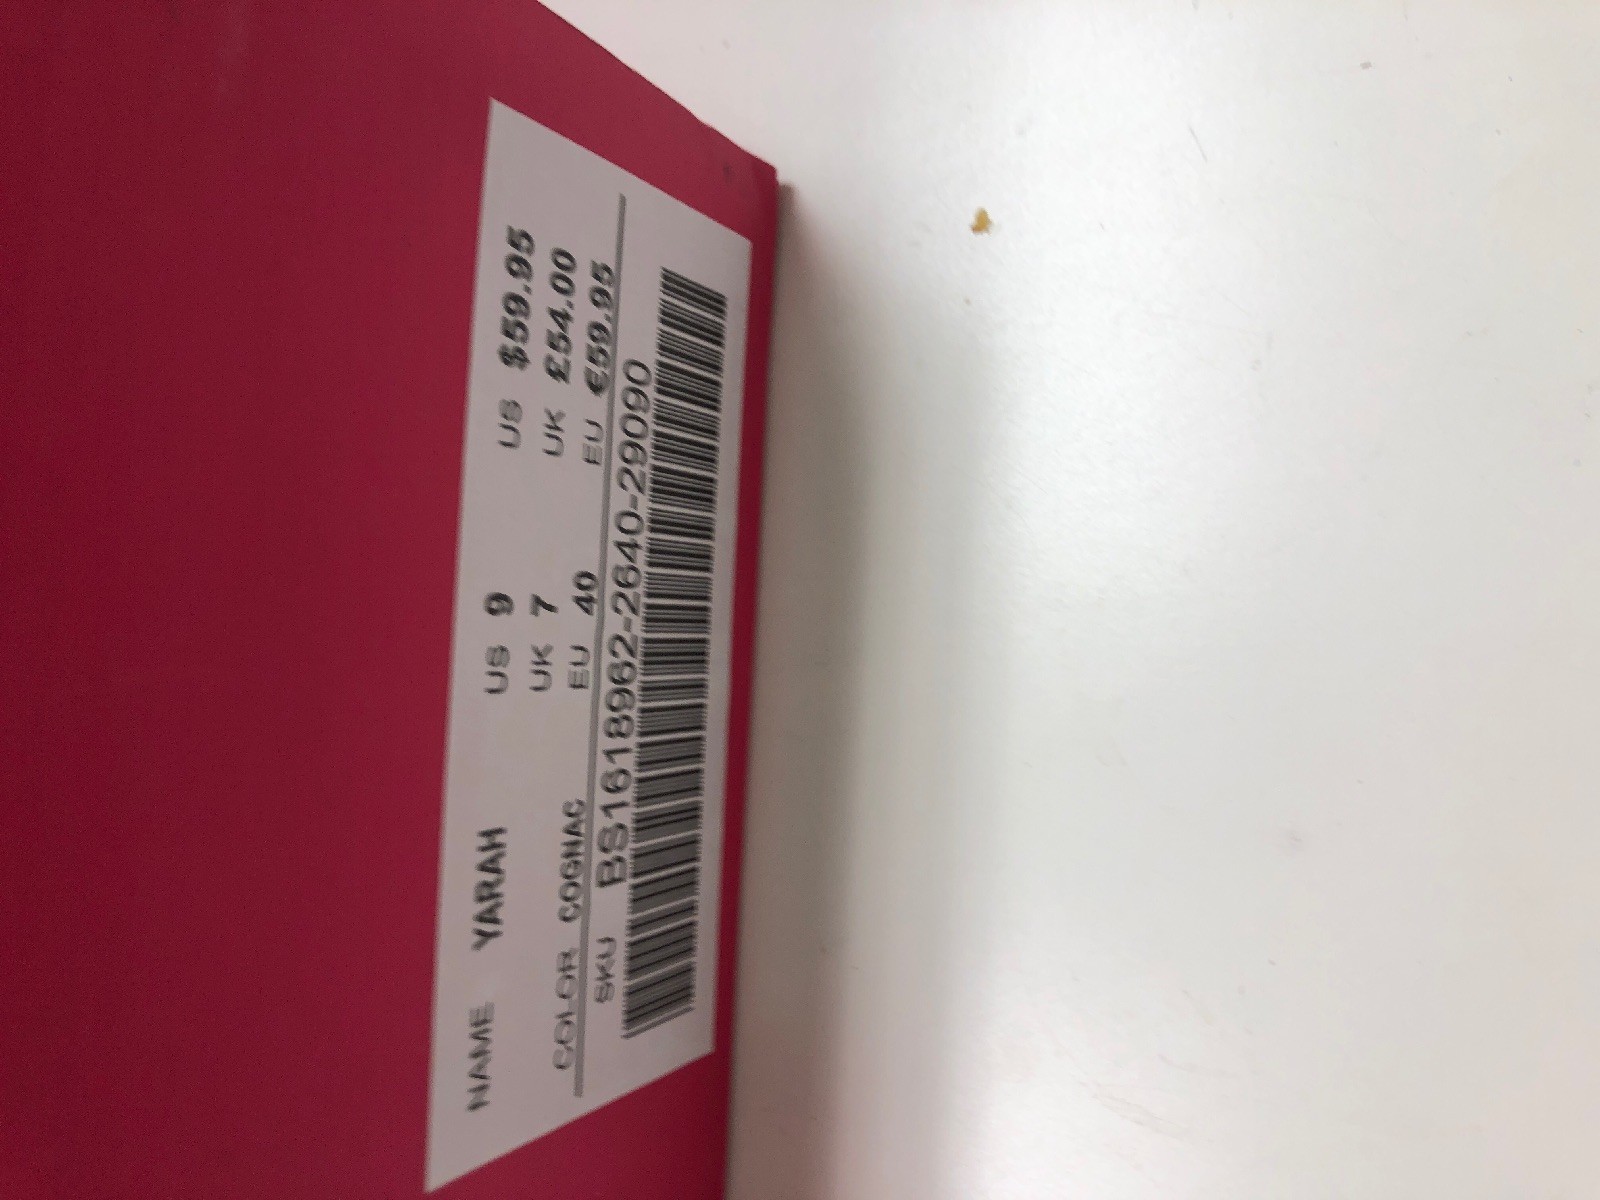 NAME YARAH US 9 US $59.95
UK 7 UK £54.00
COLOR COGNAC EU 40 EU €59.95
SKU BS1618962-2640-29090